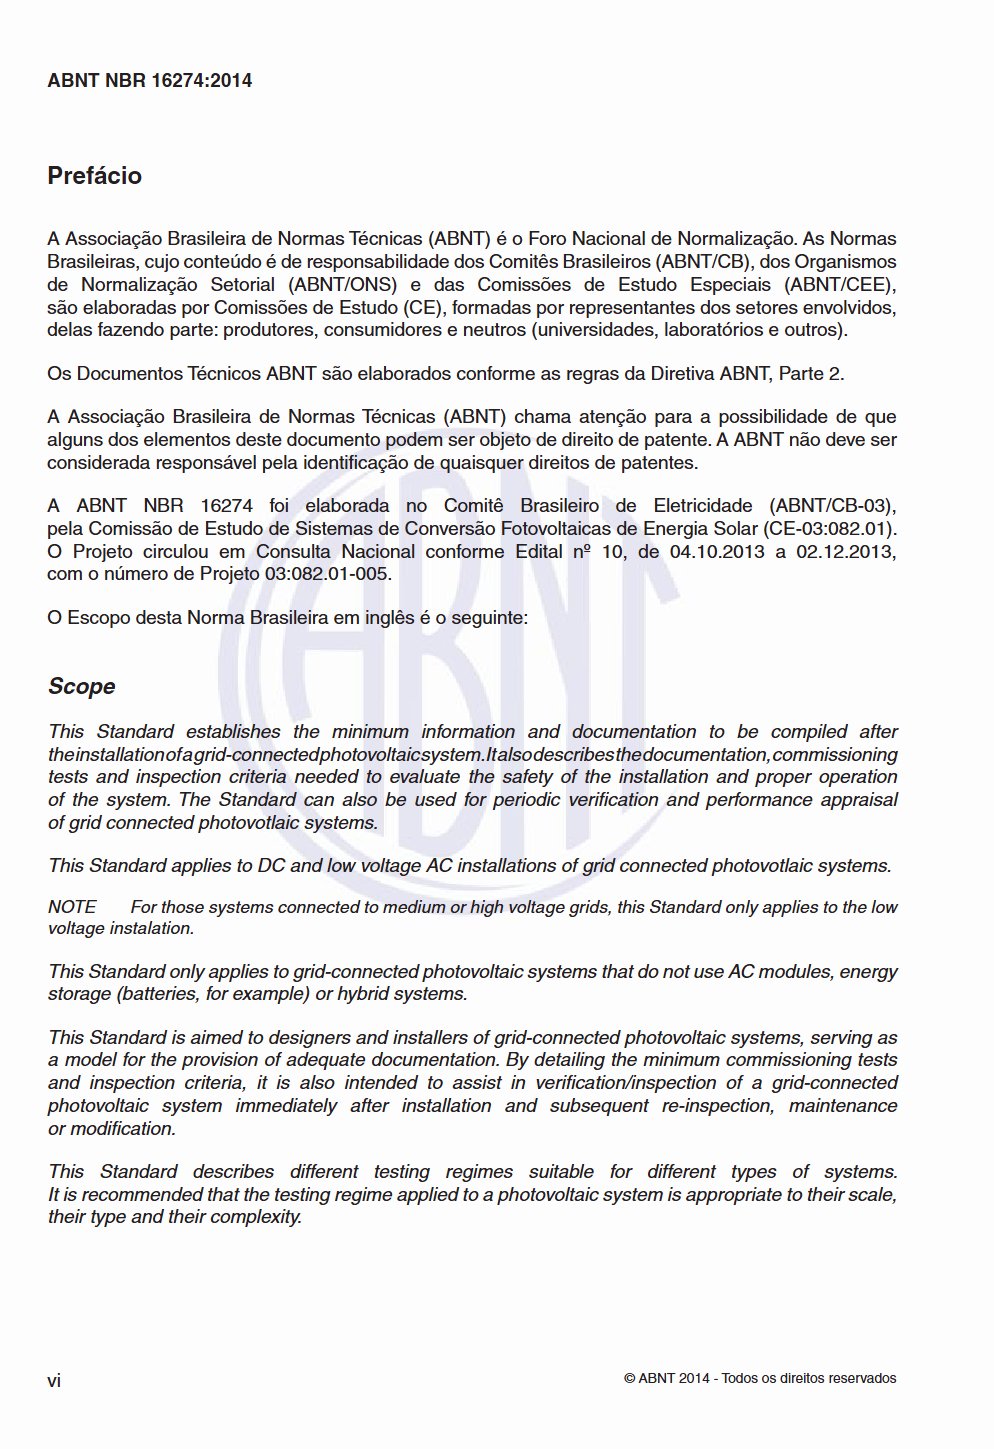 ABNT NBR 16274:2014
Prefácio
A Associação Brasileira de Normas Técnicas (ABNT) é o Foro Nacional de Normalização. As Normas
Brasileiras, cujo conteúdo é de responsabilidade dos Comitês Brasileiros (ABNT/CB), dos Organismos
de Normalização Setorial (ABNT/ONS) e das Comissões de Estudo Especiais (ABNT/CEE),
são elaboradas por Comissões de Estudo (CE), formadas por representantes dos setores envolvidos,
delas fazendo parte: produtores, consumidores e neutros (universidades, laboratórios e outros).
Os Documentos Técnicos ABNT são elaborados conforme as regras da Diretiva ABNT, Parte 2.
A Associação Brasileira de Normas Técnicas (ABNT) chama atenção para a possibilidade de que
alguns dos elementos deste documento podem ser objeto de direito de patente. A ABNT não deve ser
considerada responsável pela identificação de quaisquer direitos de patentes.
A ABNT NBR 16274 foi elaborada no Comitê Brasileiro de Eletricidade (ABNT/CB-03),
pela Comissão de Estudo de Sistemas de Conversão Fotovoltaicas de Energia Solar (CE-03:082.01).
O Projeto circulou em Consulta Nacional conforme Edital nº 10, de 04.10.2013 a 02.12.2013,
com o número de Projeto 03:082.01-005.
O Escopo desta Norma Brasileira em inglês é o seguinte:
Scope
This Standard establishes the minimum information and documentation to be compiled after
the installation of a grid-connected photovoltaic system. It also describes the documentation, commissioning
tests and inspection criteria needed to evaluate the safety of the installation and proper operation
of the system. The Standard can also be used for periodic verification and performance appraisal
of grid connected photovotlaic systems.
This Standard applies to DC and low voltage AC installations of grid connected photovotlaic systems.
NOTE For those systems connected to medium or high voltage grids, this Standard only applies to the low
voltage instalation.
This Standard only applies to grid-connected photovoltaic systems that do not use AC modules, energy
storage (batteries, for example) or hybrid systems.
This Standard is aimed to designers and installers of grid-connected photovoltaic systems, serving as
a model for the provision of adequate documentation. By detailing the minimum commissioning tests
and inspection criteria, it is also intended to assist in verification/inspection of a grid-connected
photovoltaic system immediately after installation and subsequent re-inspection, maintenance
or modification.
This Standard describes different testing regimes suitable for different types of systems.
It is recommended that the testing regime applied to a photovoltaic system is appropriate to their scale,
their type and their complexity.
vi
© ABNT 2014 - Todos os direitos reservados
ABNT